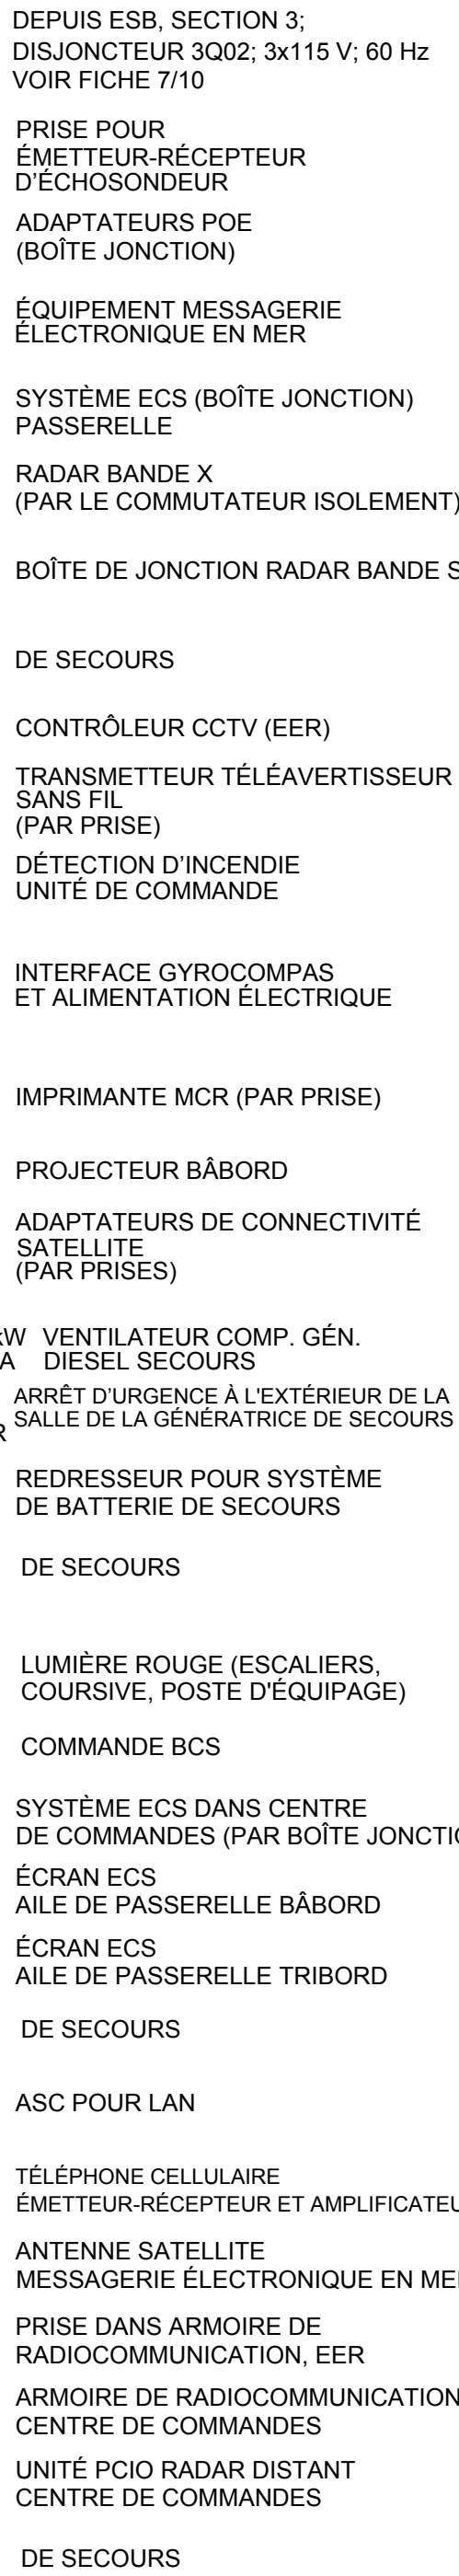 DEPUIS ESB, SECTION 3;
DISJONCTEUR 3Q02; 3x115 V; 60 Hz
VOIR FICHE 7/10
PRISE POUR
ÉMETTEUR-RÉCEPTEUR
D'ÉCHOSONDEUR
ADAPTATEURS POE
(BOÎTE JONCTION)
ÉQUIPEMENT MESSAGERIE
ÉLECTRONIQUE EN MER
SYSTÈME ECS (BOÎTE JONCTION)
PASSERELLE
RADAR BANDE X
(PAR LE COMMUTATEUR ISOLEMENT)
BOÎTE DE JONCTION RADAR BANDE S
DE SECOURS
CONTRÔLEUR CCTV (EER)
TRANSMETTEUR TÉLÉAVERTISSEUR
SANS FIL
(PAR PRISE)
DÉTECTION D'INCENDIE
UNITÉ DE COMMANDE
INTERFACE GYROCOMPAS
ET ALIMENTATION ÉLECTRIQUE
IMPRIMANTE MCR (PAR PRISE)
PROJECTEUR BÂBORD
ADAPTATEURS DE CONNECTIVITÉ
SATELLITE
(PAR PRISES)
kW VENTILATEUR COMP. GÉN.
A DIESEL SECOURS
ARRÊT D'URGENCE À L'EXTÉRIEUR DE LA
R SALLE DE LA GÉNÉRATRICE DE SECOURS
REDRESSEUR POUR SYSTÈME
DE BATTERIE DE SECOURS
DE SECOURS
LUMIÈRE ROUGE (ESCALIERS,
COURSIVE, POSTE D'ÉQUIPAGE)
COMMANDE BCS
SYSTÈME ECS DANS CENTRE
DE COMMANDES (PAR BOÎTE JONCTIO
ÉCRAN ECS
AILE DE PASSERELLE BÂBORD
ÉCRAN ECS
AILE DE PASSERELLE TRIBORD
DE SECOURS
ASC POUR LAN
TÉLÉPHONE CELLULAIRE
ÉMETTEUR-RÉCEPTEUR ET AMPLIFICATEU
ANTENNE SATELLITE
MESSAGERIE ÉLECTRONIQUE EN MER
PRISE DANS ARMOIRE DE
RADIOCOMMUNICATION, EER
ARMOIRE DE RADIOCOMMUNICATION
CENTRE DE COMMANDES
UNITÉ PCIO RADAR DISTANT
CENTRE DE COMMANDES
DE SECOURS